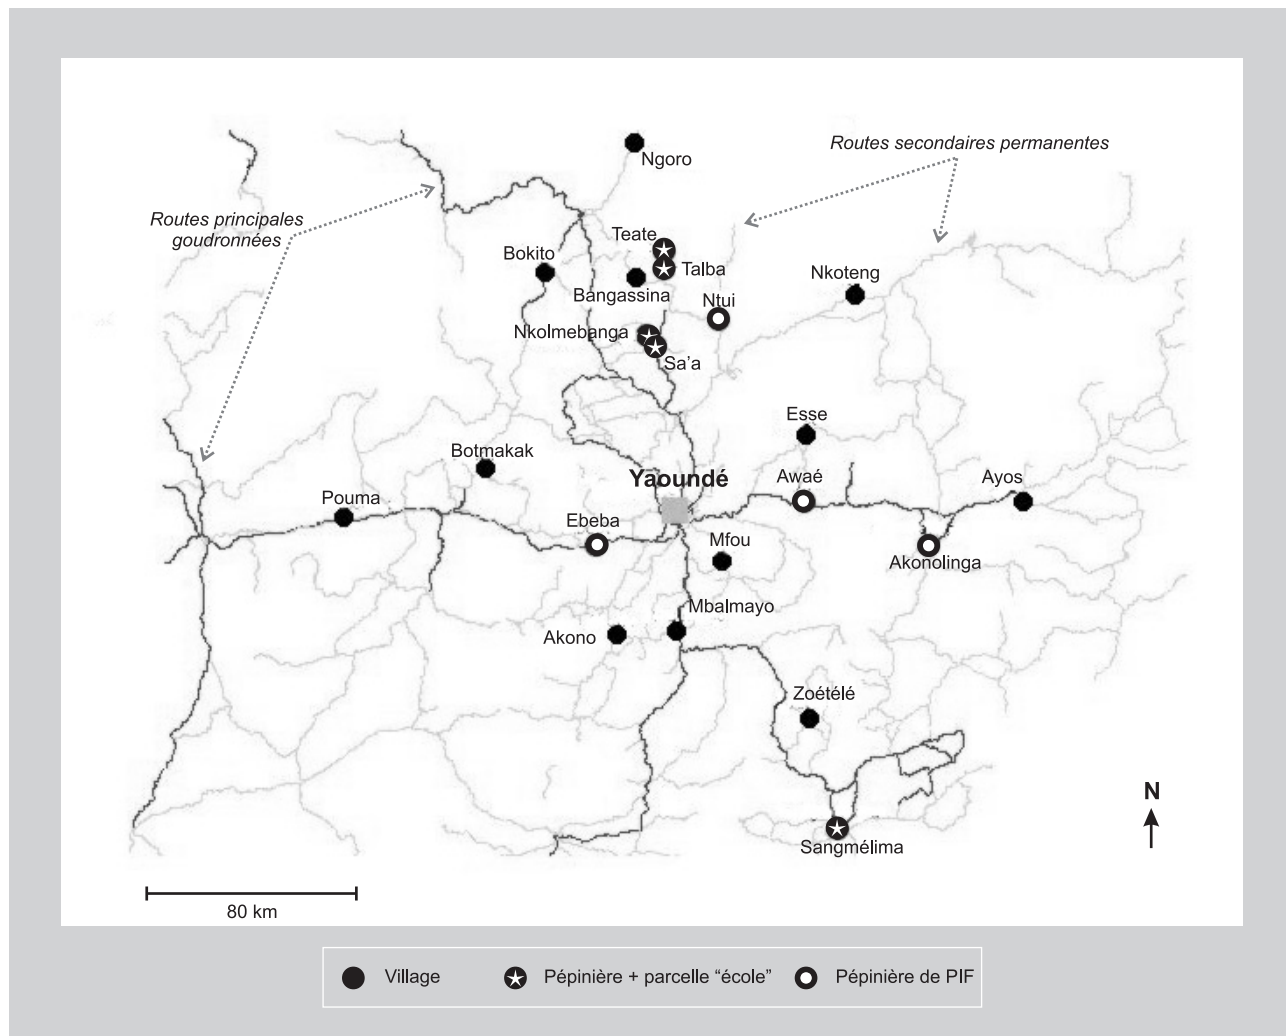 Ngoro
Routes secondaires permanentes
Routes principales
goudronnées
Teate
Bokito
Talba
Nkoteng
Bangassina
Ntui
Nkolmebanga
Sa'a
Esse
Botmakak
Yaoundé
Awaé
Ayos
Pouma
Ebeba
Mfou
Akonolinga
Mbalmayo
Akono
Zoétélé
N
Sangmélima
80 km
Village
Pépinière + parcelle “école”
Pépinière de PIF